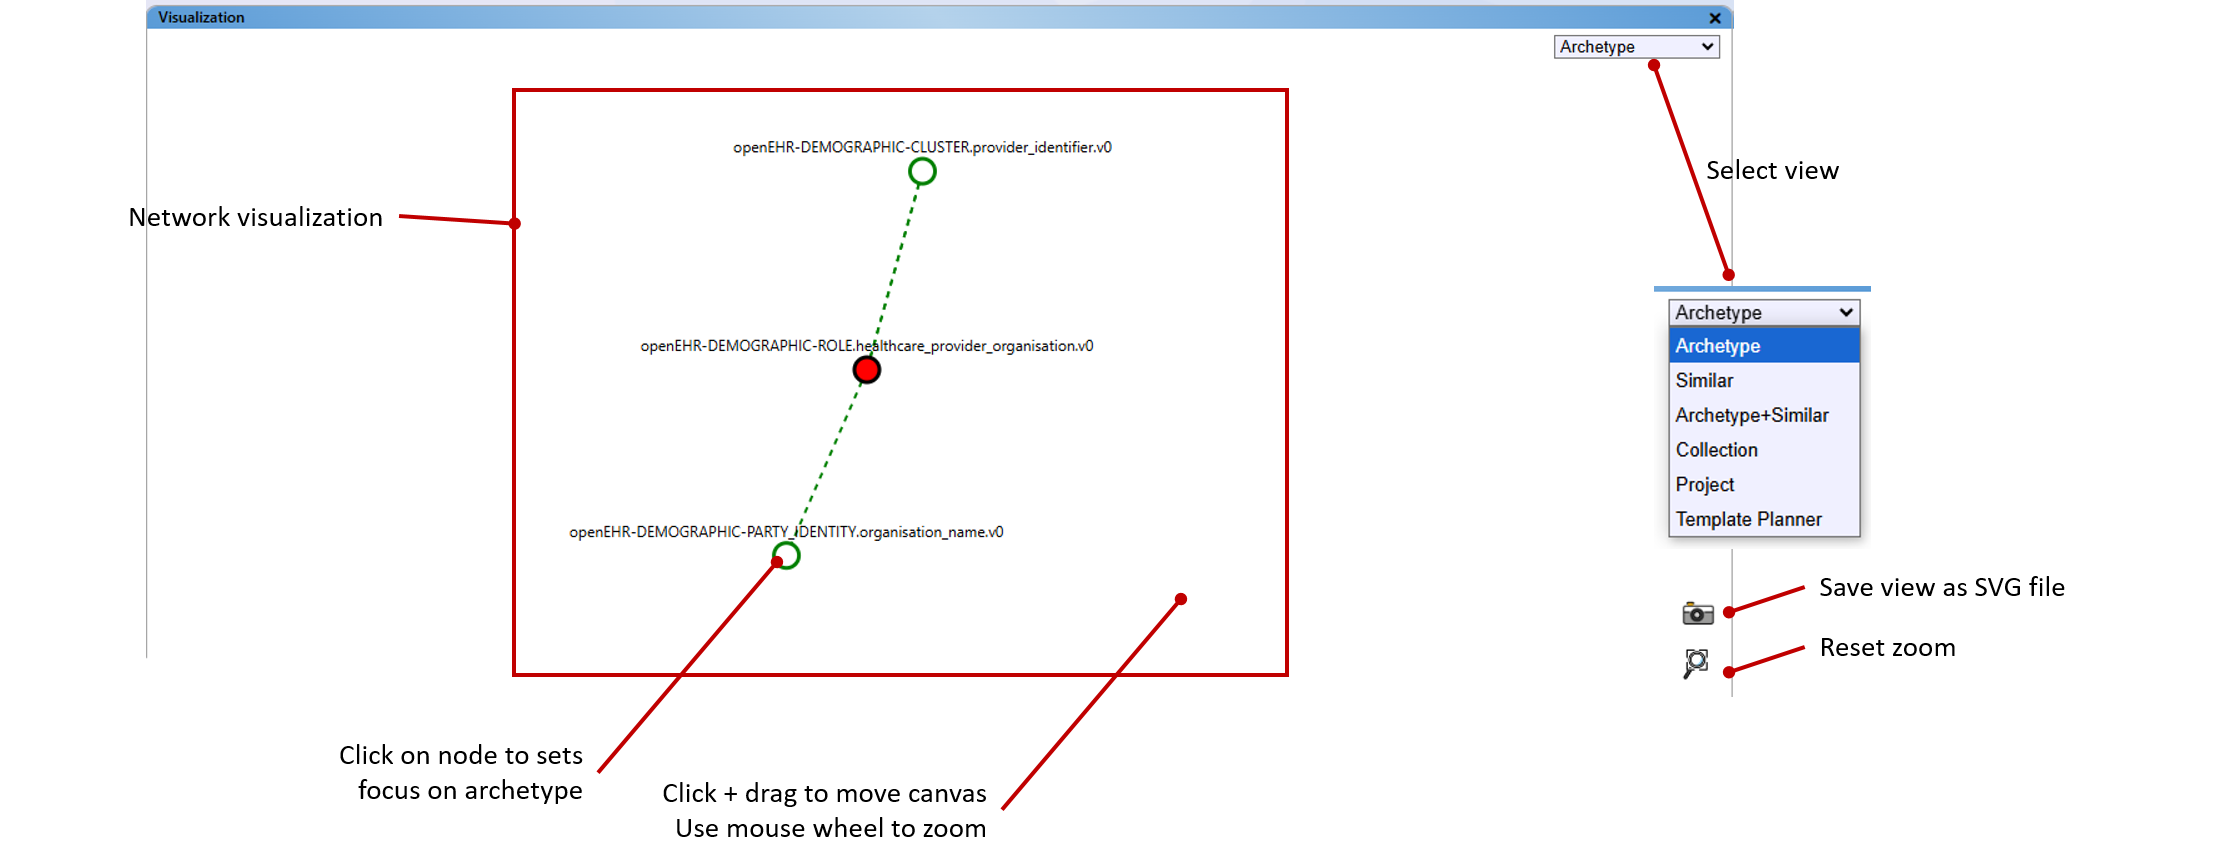 Visualization
Archetype
openEHR-DEMOGRAPHIC-CLUSTER.provider_identifier.v0
Select view
Network visualization
Archetype
openEHR-DEMOGRAPHIC-ROLE.healthcare_provider_organisation.v0
Archetype
Similar
Archetype+Similar
Collection
Project
Template Planner
openEHR-DEMOGRAPHIC-PARTY_IDENTITY.organisation_name.v0
Save view as SVG file
Reset zoom
Click on node to sets
focus on archetype
Click + drag to move canvas
Use mouse wheel to zoom